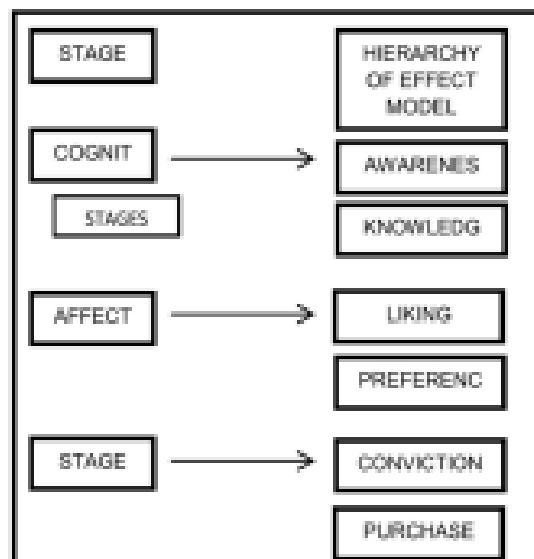 STAGE
HIERARCHY
OF EFFECT
MODEL
COGNIT
AWARENES
STAGES
KNOWLEDG
AFFECT
LIKING
PREFERENC
STAGE
CONVICTION
PURCHASE